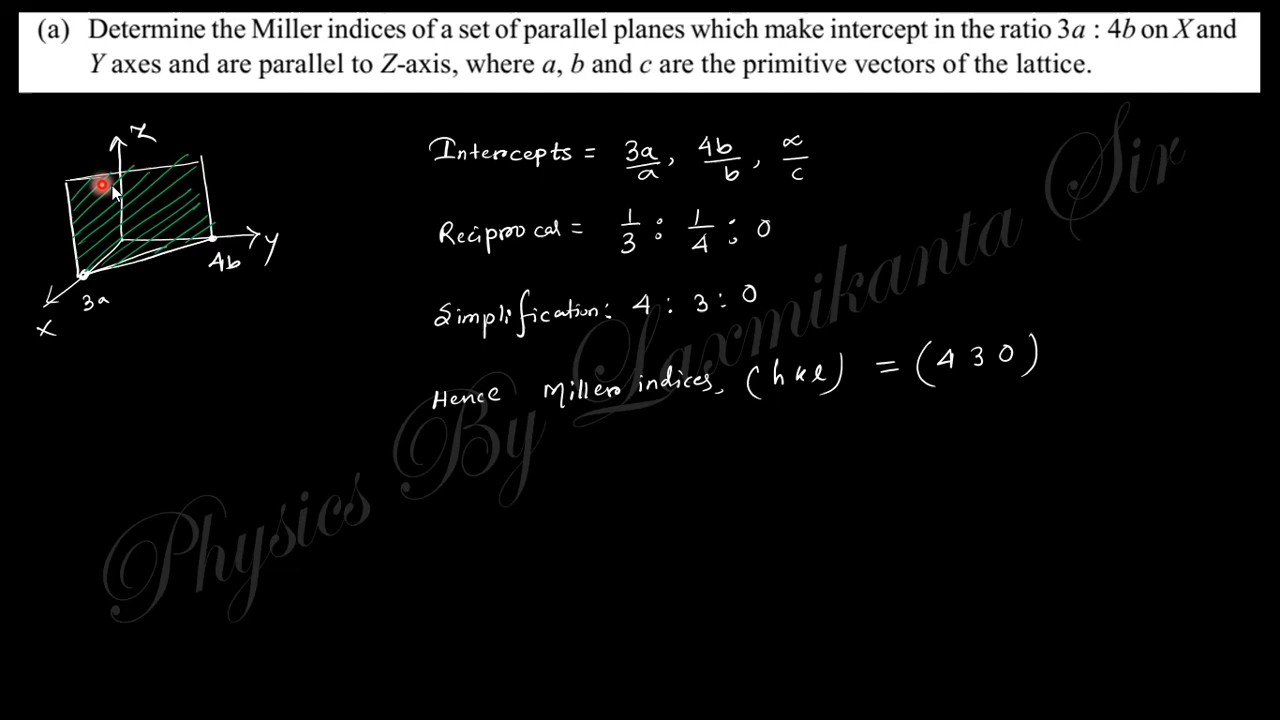 (a) Determine the Miller indices of a set of parallel planes which make intercept in the ratio 3a : 4b on X and
Y axes and are parallel to Z-axis, where a, b and c are the primitive vectors of the lattice.
Z
Y
4b
3a
X
Intercepts = 3a/a, 4b/b, ∝/c
Reciprocal = 1/3 : 1/4 : 0
Simplification: 4 : 3 : 0
Hence Miller indices, (h k l) = (4 3 0)
Physics By Laxmikanta Sir